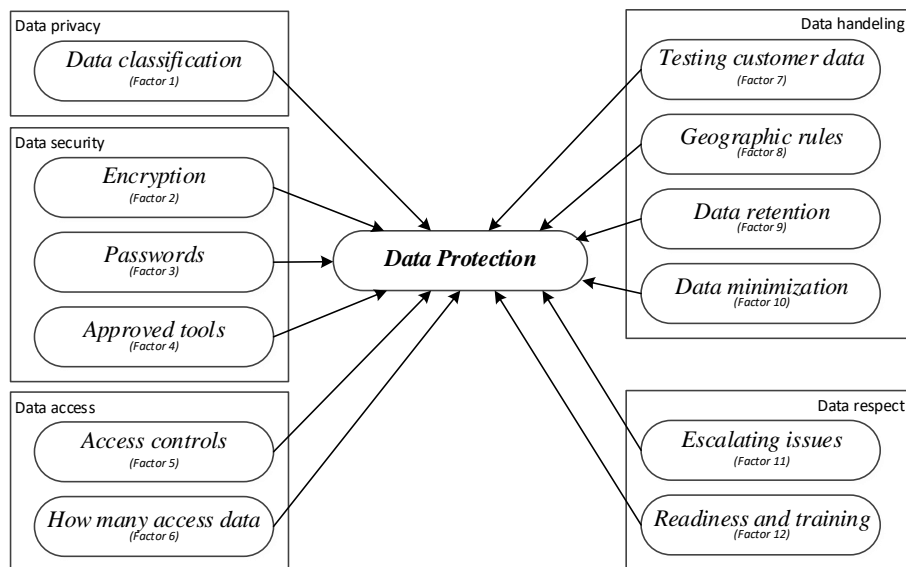 Data privacy
Data classification
(Factor 1)
Data security
Encryption
(Factor 2)
Passwords
(Factor 3)
Approved tools
(Factor 4)
Data access
Access controls
(Factor 5)
How many access data
(Factor 6)
Data Protection
Data handeling
Testing customer data
(Factor 7)
Geographic rules
(Factor 8)
Data retention
(Factor 9)
Data minimization
(Factor 10)
Data respect
Escalating issues
(Factor 11)
Readiness and training
(Factor 12)